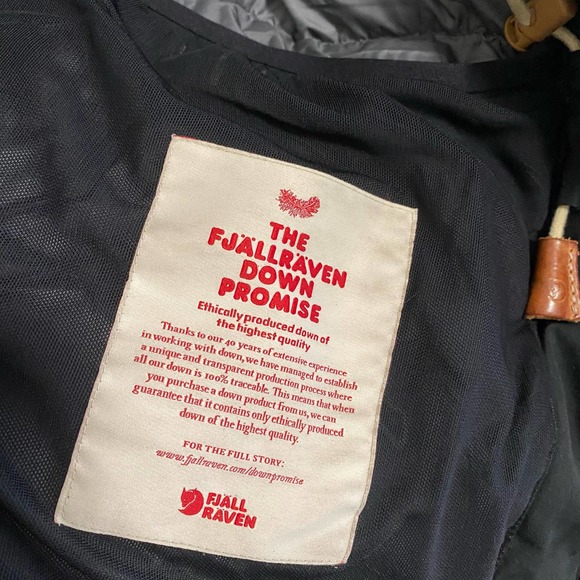 THE
FJÄLLRÄVEN
DOWN
PROMISE
Ethically produced down of
the highest quality
Thanks to our 40 years of extensive experience
in working with down, we have managed to establish
a unique and transparent production process where
all our down is 100% traceable. This means that when
you purchase a down product from us, we can
guarantee that it contains only ethically produced
down of the highest quality.
FOR THE FULL STORY:
www.fjallraven.com/downpromise
FJÄLL
RÄVEN